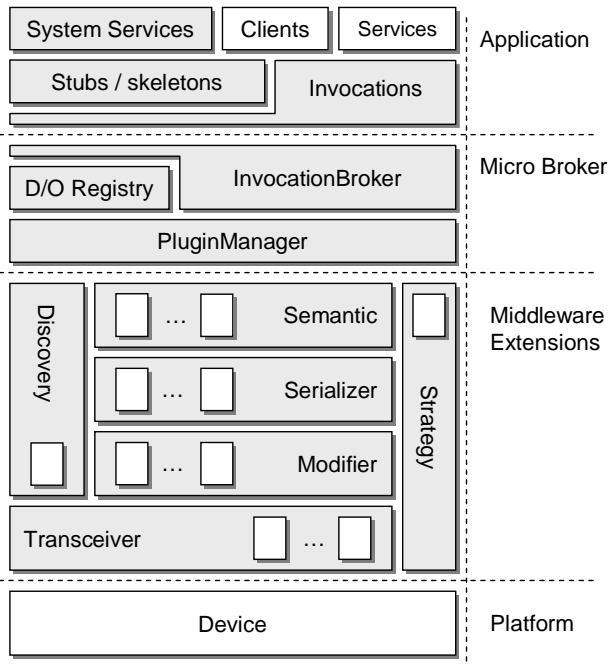 System Services
Clients
Services
Application
Stubs / skeletons
Invocations
Micro Broker
InvocationBroker
D/O Registry
PluginManager
Discovery
... Semantic
Middleware
Extensions
... Serializer
Strategy
... Modifier
Transceiver ...
Device
Platform